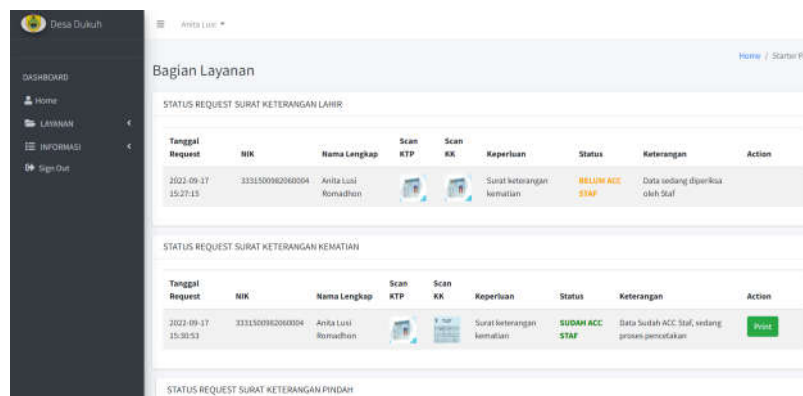 Desa Dukuh
Anita Lusi
Home / Starter P
DASHBOARD
Home
LAYANAN
INFORMASI
Sign Out
Bagian Layanan
STATUS REQUEST SURAT KETERANGAN LAHIR
Tanggal Request NIK Nama Lengkap Scan KTP Scan KK Keperluan Status Keterangan Action
2022-09-17 15:27:15 3331500982060004 Anita Lusi Romadhon Surat keterangan kematian BELUM ACC STAF Data sedang diperiksa oleh Staf
STATUS REQUEST SURAT KETERANGAN KEMATIAN
Tanggal Request NIK Nama Lengkap Scan KTP Scan KK Keperluan Status Keterangan Action
2022-09-17 15:30:53 3331500982060004 Anita Lusi Romadhon Surat keterangan kematian SUDAH ACC STAF Data Sudah ACC Staf, sedang proses pencetakan Print
STATUS REQUEST SURAT KETERANGAN PINDAH